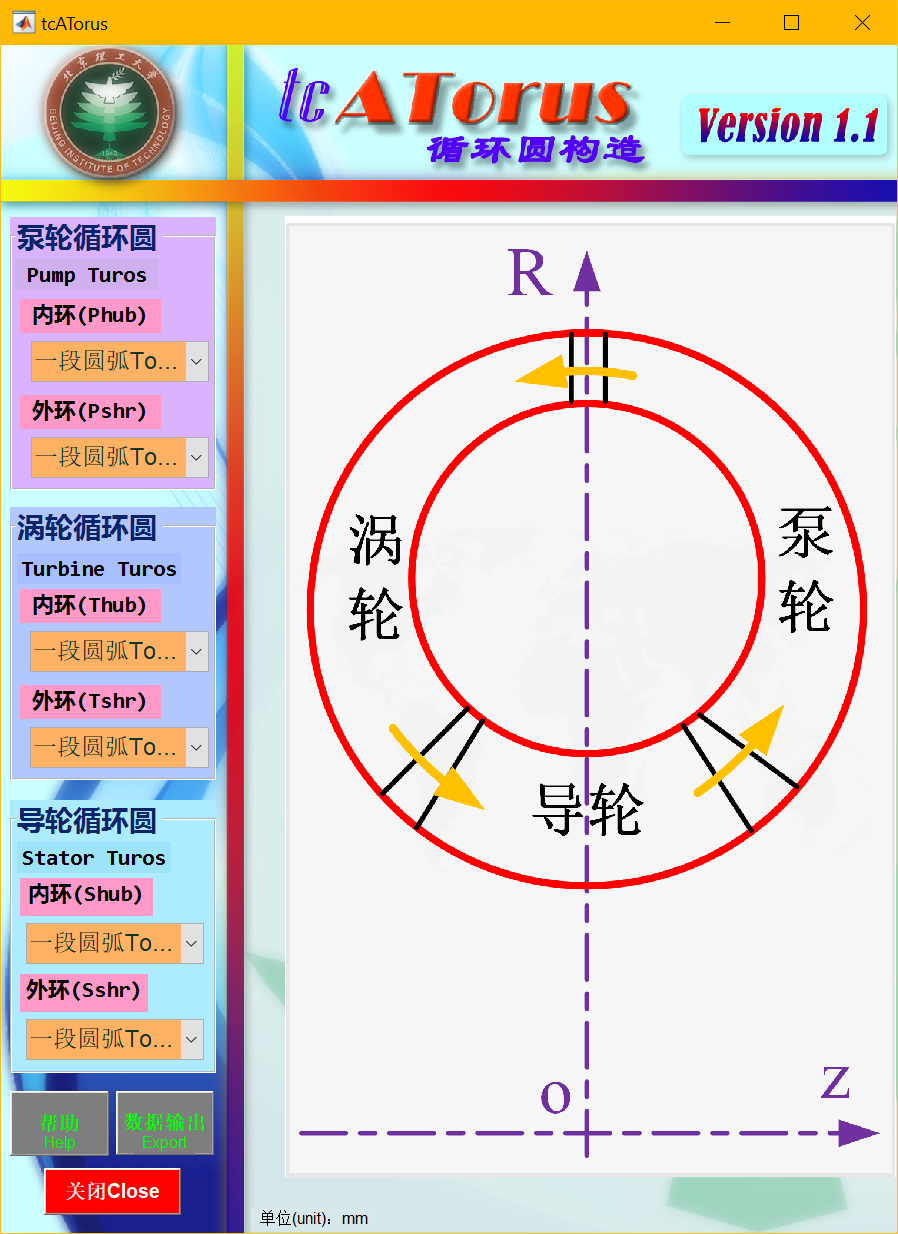 tcATorus
北京理工大学
BEIJING INSTITUTE OF TECHNOLOGY
1940
tcATorus
循环圆构造
Version 1.1
泵轮循环圆
Pump Turos
内环(Phub)
一段圆弧To...
外环(Pshr)
一段圆弧To...
涡轮循环圆
Turbine Turos
内环(Thub)
一段圆弧To...
外环(Tshr)
一段圆弧To...
导轮循环圆
Stator Turos
内环(Shub)
一段圆弧To...
外环(Sshr)
一段圆弧To...
帮助
Help
数据输出
Export
关闭Close
R
涡轮
泵轮
导轮
o
z
单位(unit)：mm